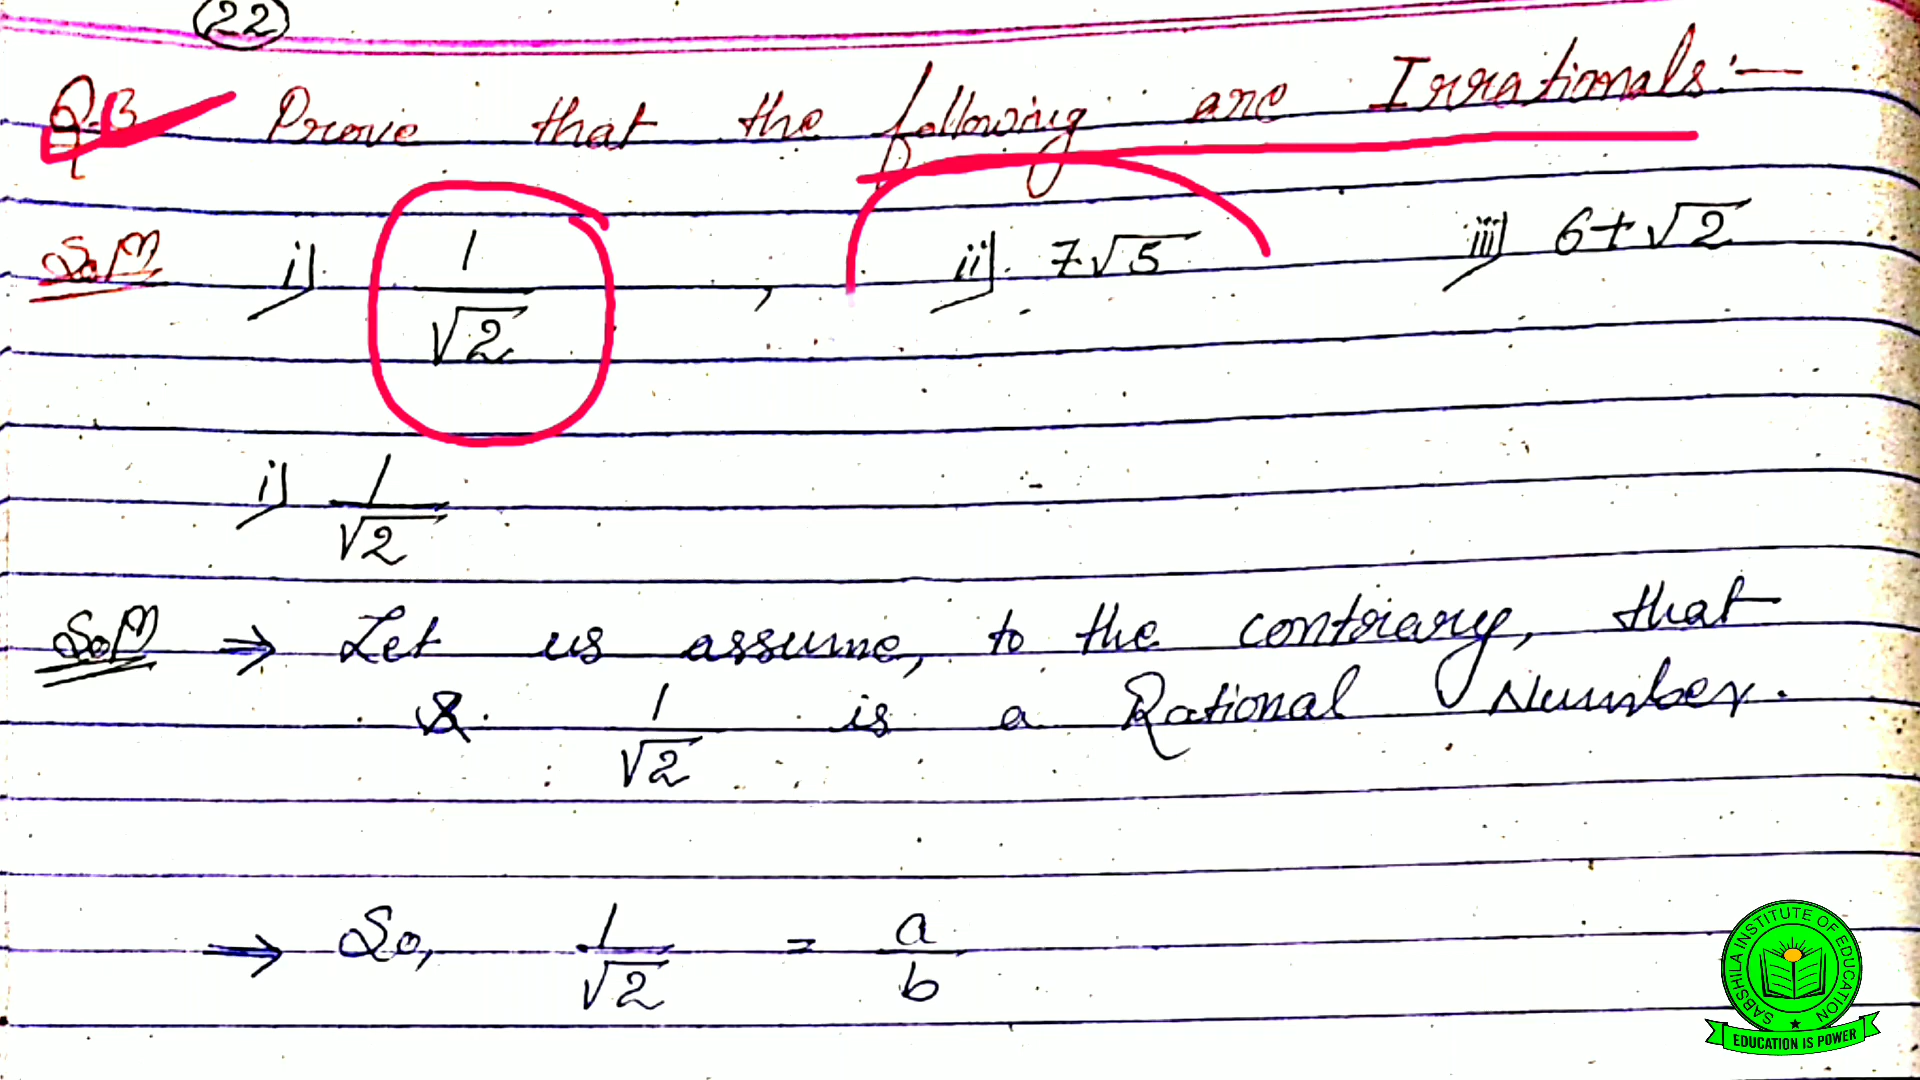 22
Q.3 Prove that the following are Irrationals:-
Soln i) 1/√2 , ii) 7√5 iii) 6+√2
i) 1/√2
Soln ⇒ Let us assume, to the contrary, that
1/√2 is a Rational Number.
⇒ So, 1/√2 = a/b
SABSHILA INSTITUTE OF EDUCATION
EDUCATION IS POWER